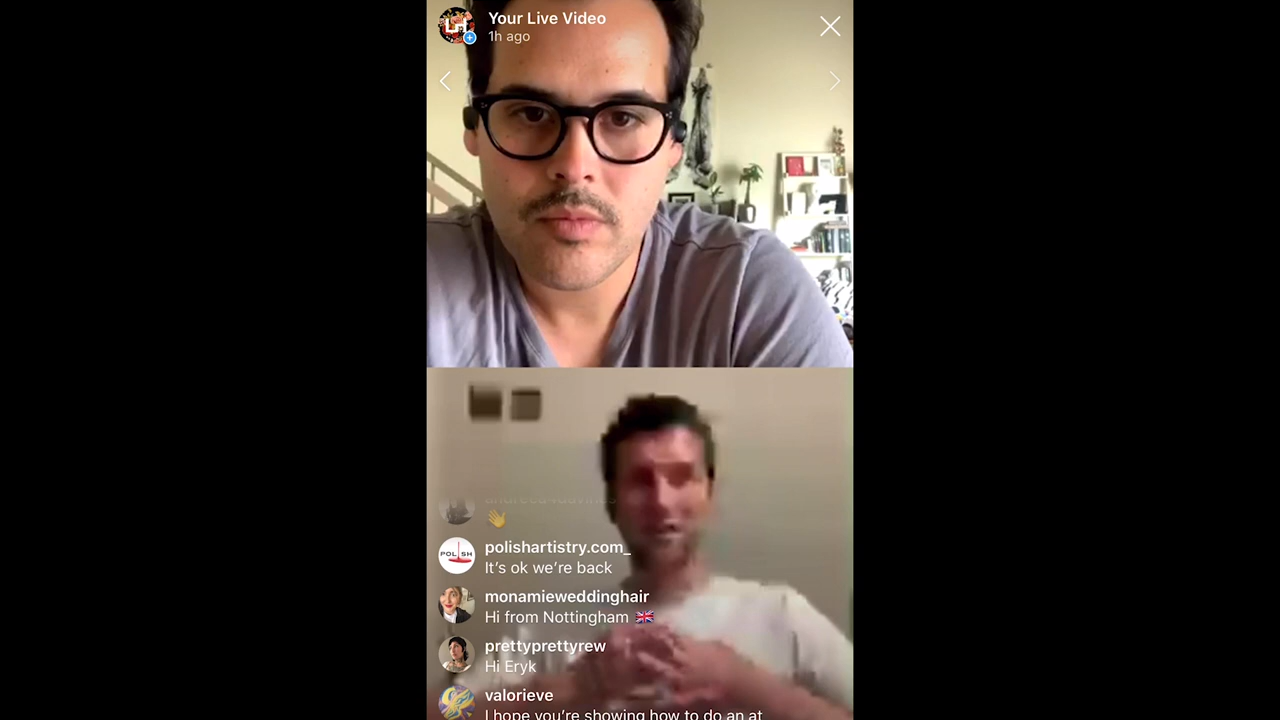 Your Live Video
1h ago
polishartistry.com_
It's ok we're back
monamieweddinghair
Hi from Nottingham 🇬🇧
prettyprettyrew
Hi Eryk
valorieve
I hope you're showing how to do an at